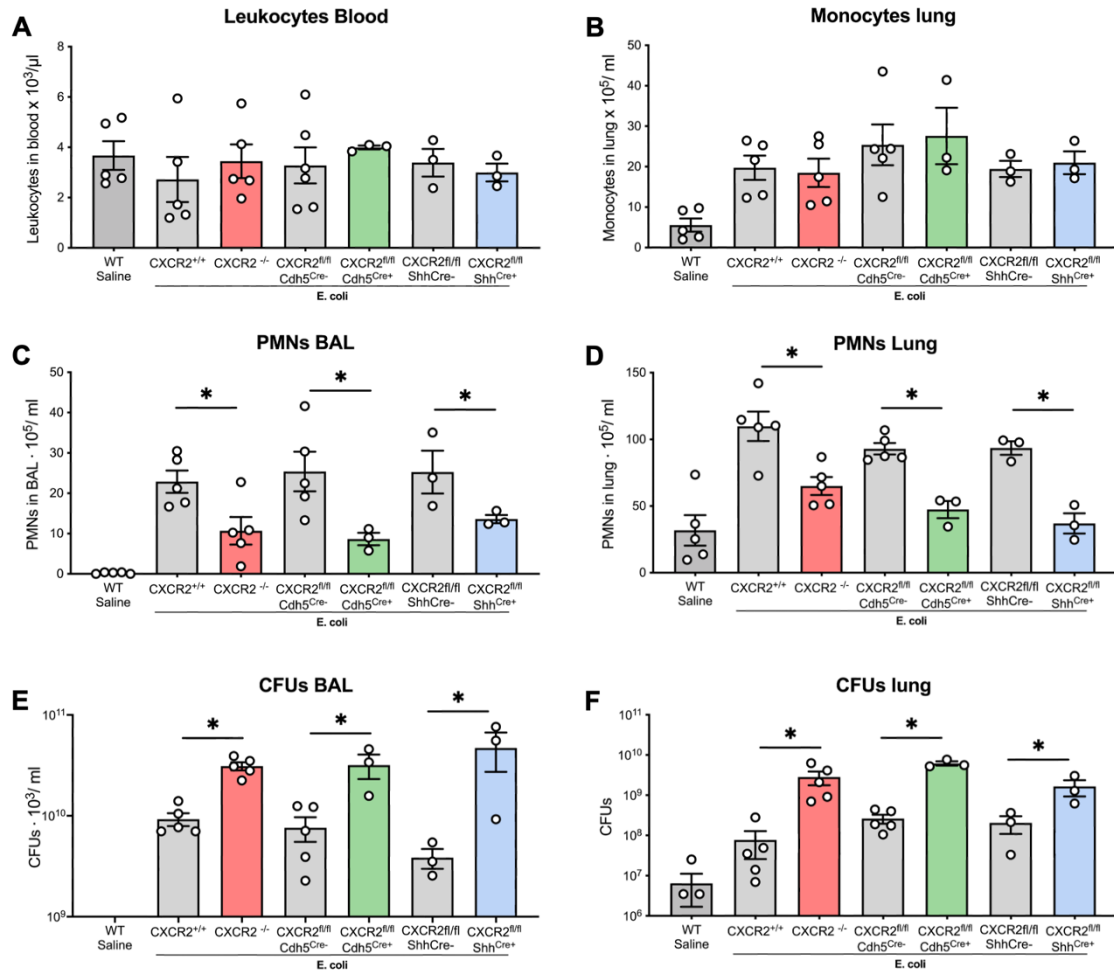 A
Leukocytes Blood
Leukocytes in blood x 10³/µl
8
6
4
2
0
WT
Saline
CXCR2+/+
CXCR2 -/-
CXCR2fl/fl
Cdh5Cre-
CXCR2fl/fl
Cdh5Cre+
CXCR2fl/fl
ShhCre-
CXCR2fl/fl
ShhCre+
E. coli
B
Monocytes lung
Monocytes in lung x 10⁵/ ml
50
40
30
20
10
0
WT
Saline
CXCR2+/+
CXCR2 -/-
CXCR2fl/fl
Cdh5Cre-
CXCR2fl/fl
Cdh5Cre+
CXCR2fl/fl
ShhCre-
CXCR2fl/fl
ShhCre+
E. coli
C
PMNs BAL
PMNs in BAL · 10⁵/ ml
50
40
30
20
10
0
*
*
*
WT
Saline
CXCR2+/+
CXCR2 -/-
CXCR2fl/fl
Cdh5Cre-
CXCR2fl/fl
Cdh5Cre+
CXCR2fl/fl
ShhCre-
CXCR2fl/fl
ShhCre+
E. coli
D
PMNs Lung
PMNs in lung · 10⁵/ ml
150
100
50
0
*
*
*
WT
Saline
CXCR2+/+
CXCR2 -/-
CXCR2fl/fl
Cdh5Cre-
CXCR2fl/fl
Cdh5Cre+
CXCR2fl/fl
ShhCre-
CXCR2fl/fl
ShhCre+
E. coli
E
CFUs BAL
CFUs · 10³/ ml
10¹¹
10¹⁰
10⁹
*
*
*
WT
Saline
CXCR2+/+
CXCR2 -/-
CXCR2fl/fl
Cdh5Cre-
CXCR2fl/fl
Cdh5Cre+
CXCR2fl/fl
ShhCre-
CXCR2fl/fl
ShhCre+
E. coli
F
CFUs lung
CFUs
10¹¹
10¹⁰
10⁹
10⁸
10⁷
10⁶
*
*
*
WT
Saline
CXCR2+/+
CXCR2 -/-
CXCR2fl/fl
Cdh5Cre-
CXCR2fl/fl
Cdh5Cre+
CXCR2fl/fl
ShhCre-
CXCR2fl/fl
ShhCre+
E. coli